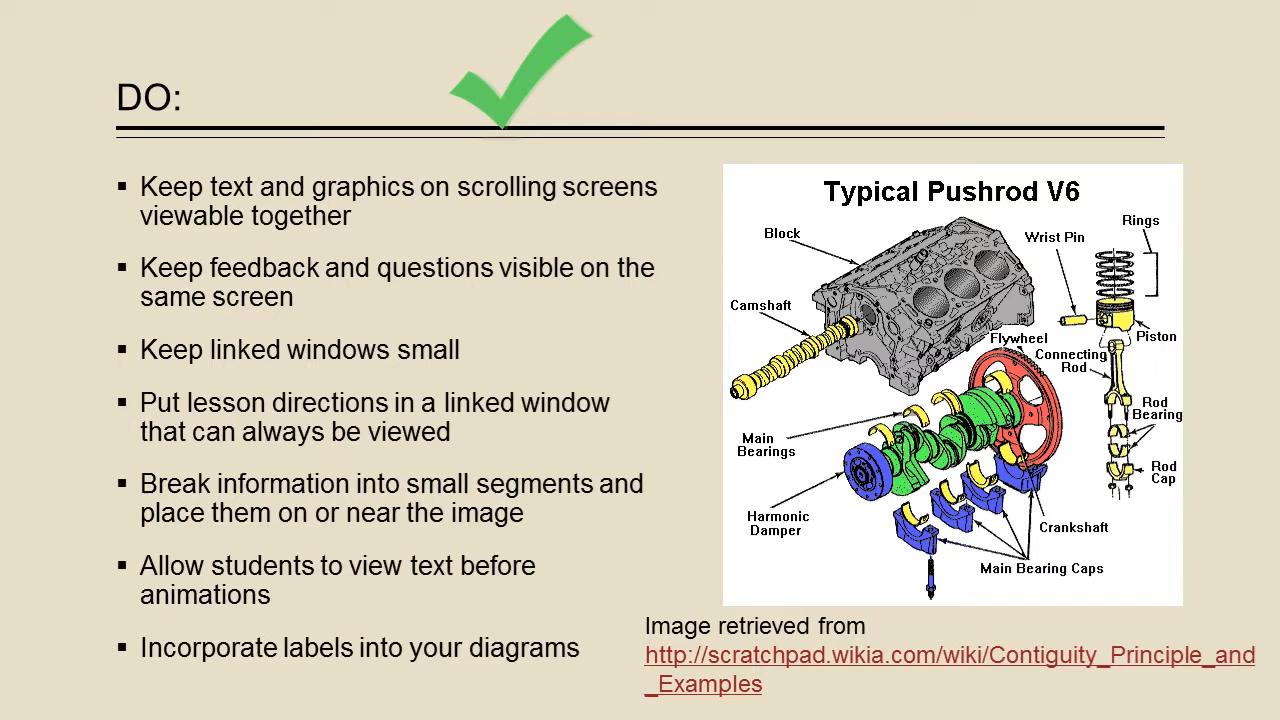 DO:
▪ Keep text and graphics on scrolling screens
viewable together
▪ Keep feedback and questions visible on the
same screen
▪ Keep linked windows small
▪ Put lesson directions in a linked window
that can always be viewed
▪ Break information into small segments and
place them on or near the image
▪ Allow students to view text before
animations
▪ Incorporate labels into your diagrams
Typical Pushrod V6
Rings
Block
Wrist Pin
Camshaft
Flywheel
Piston
Connecting
Rod
Rod
Bearing
Main
Bearings
Rod
Cap
Harmonic
Damper
Crankshaft
Main Bearing Caps
Image retrieved from
http://scratchpad.wikia.com/wiki/Contiguity_Principle_and
_Examples